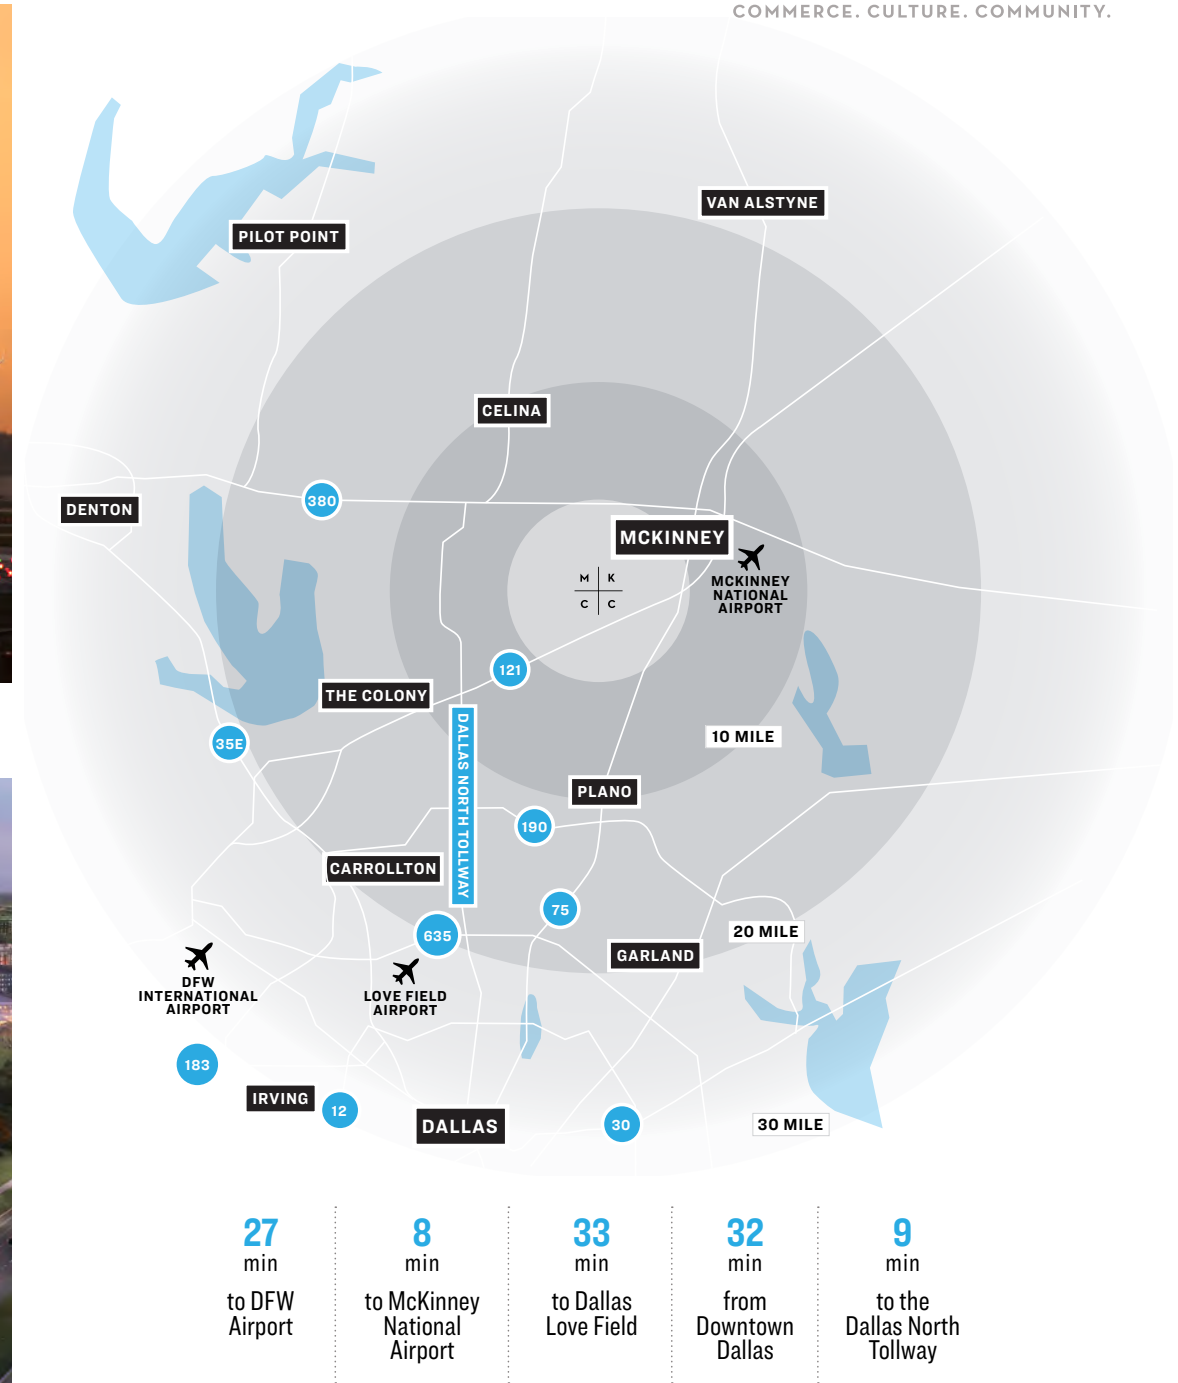 COMMERCE. CULTURE. COMMUNITY.
VAN ALSTYNE
PILOT POINT
CELINA
380
DENTON
MCKINNEY
MCKINNEY
NATIONAL
AIRPORT
M K
C C
121
THE COLONY
35E
DALLAS NORTH TOLLWAY
10 MILE
PLANO
190
CARROLLTON
75
635
20 MILE
GARLAND
DFW
INTERNATIONAL
AIRPORT
LOVE FIELD
AIRPORT
183
IRVING
12
DALLAS
30
30 MILE
27
min
to DFW
Airport
8
min
to McKinney
National
Airport
33
min
to Dallas
Love Field
32
min
from
Downtown
Dallas
9
min
to the
Dallas North
Tollway